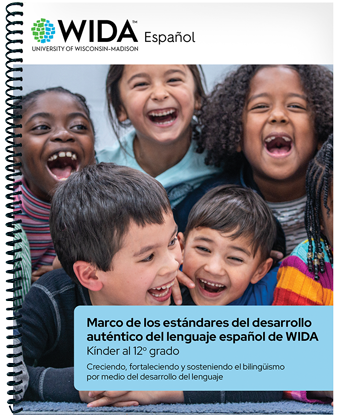 WIDA™ Español
UNIVERSITY OF WISCONSIN–MADISON
Marco de los estándares del desarrollo
auténtico del lenguaje español de WIDA
Kínder al 12º grado
Creciendo, fortaleciendo y sosteniendo el bilingüismo
por medio del desarrollo del lenguaje